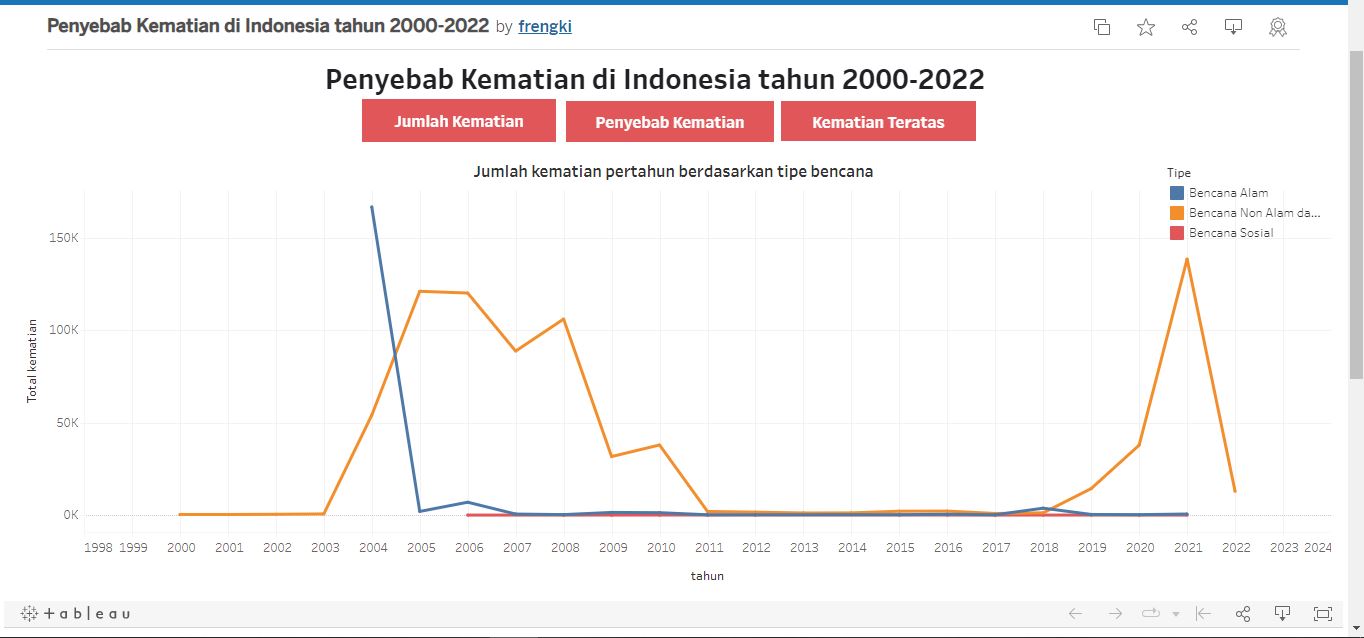 Penyebab Kematian di Indonesia tahun 2000-2022 by frengki
Penyebab Kematian di Indonesia tahun 2000-2022
Jumlah Kematian Penyebab Kematian Kematian Teratas
Jumlah kematian pertahun berdasarkan tipe bencana
Tipe
Bencana Alam
Bencana Non Alam da...
Bencana Sosial
150K
100K
50K
0K
Total kematian
1998 1999 2000 2001 2002 2003 2004 2005 2006 2007 2008 2009 2010 2011 2012 2013 2014 2015 2016 2017 2018 2019 2020 2021 2022 2023 2024
tahun
+ableau